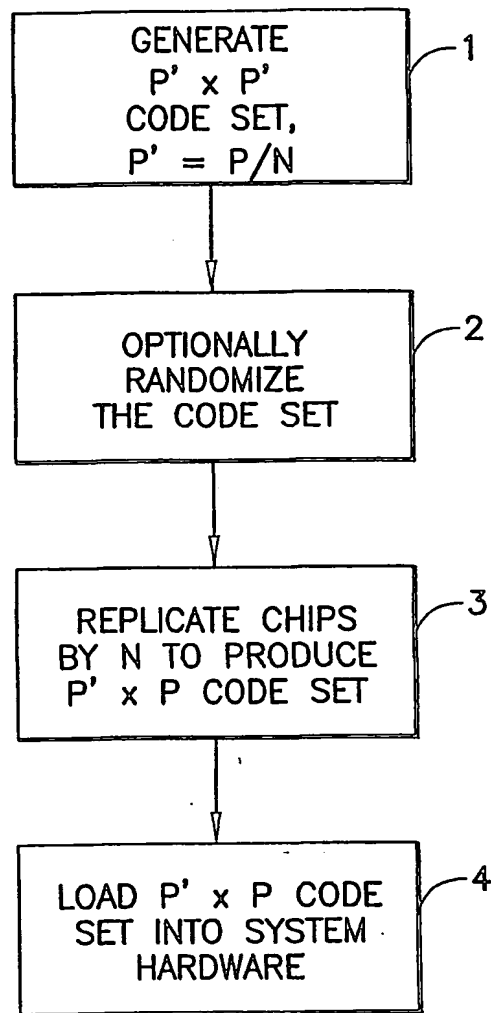 GENERATE
P' x P'
CODE SET,
P' = P/N
1
OPTIONALLY
RANDOMIZE
THE CODE SET
2
REPLICATE CHIPS
BY N TO PRODUCE
P' x P CODE SET
3
LOAD P' x P CODE
SET INTO SYSTEM
HARDWARE
4